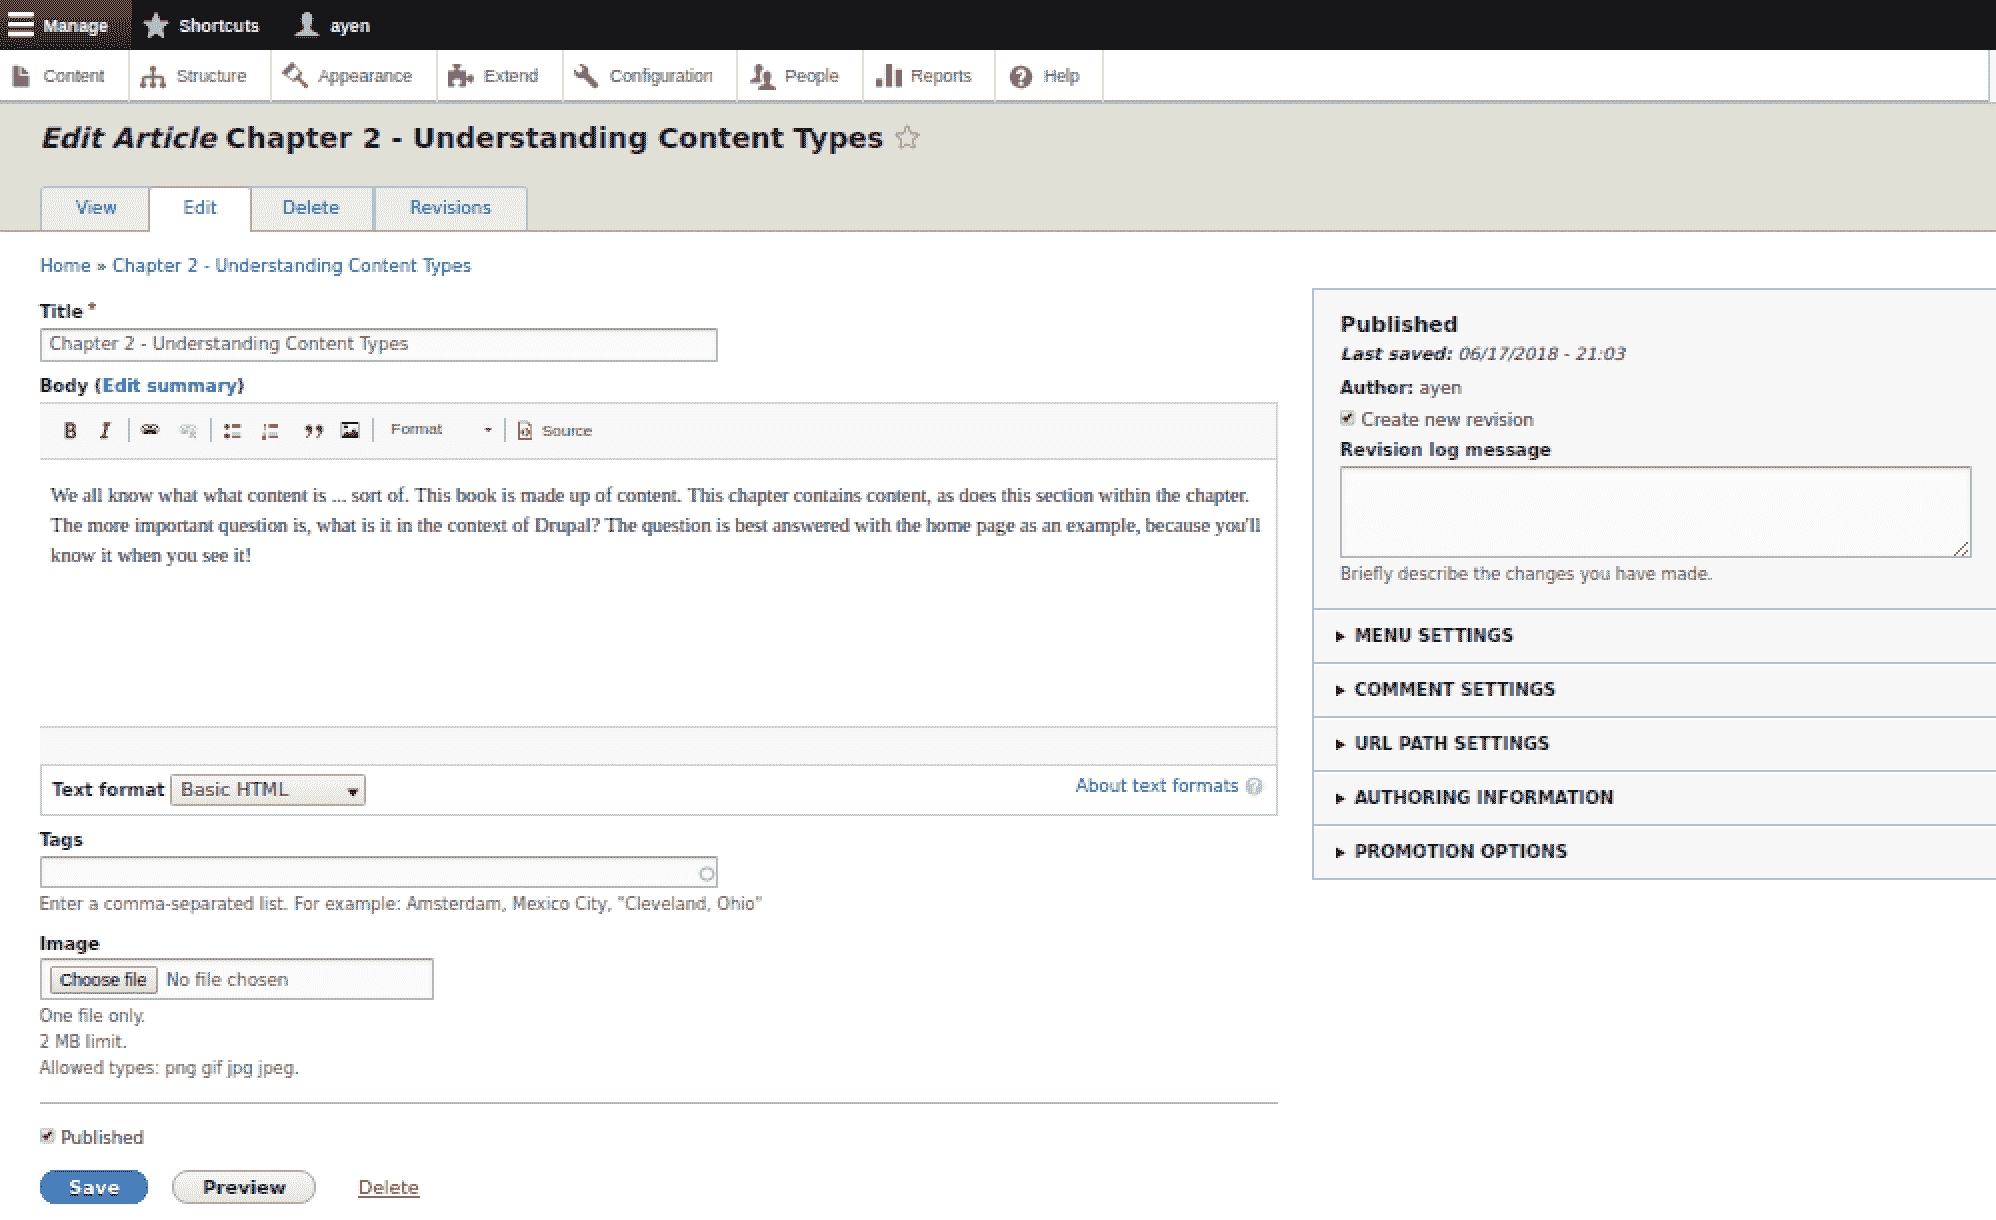 Manage Shortcuts ayen
Content Structure Appearance Extend Configuration People Reports Help
Edit Article Chapter 2 - Understanding Content Types
View Edit Delete Revisions
Home » Chapter 2 - Understanding Content Types
Title *
Chapter 2 - Understanding Content Types
Body (Edit summary)
B I Format Source
We all know what what content is ... sort of. This book is made up of content. This chapter contains content, as does this section within the chapter.
The more important question is, what is it in the context of Drupal? The question is best answered with the home page as an example, because you'll
know it when you see it!
Text format Basic HTML About text formats ?
Tags
Enter a comma-separated list. For example: Amsterdam, Mexico City, "Cleveland, Ohio"
Image
Choose file No file chosen
One file only.
2 MB limit.
Allowed types: png gif jpg jpeg.
Published
Save Preview Delete
Published
Last saved: 06/17/2018 - 21:03
Author: ayen
Create new revision
Revision log message
Briefly describe the changes you have made.
MENU SETTINGS
COMMENT SETTINGS
URL PATH SETTINGS
AUTHORING INFORMATION
PROMOTION OPTIONS